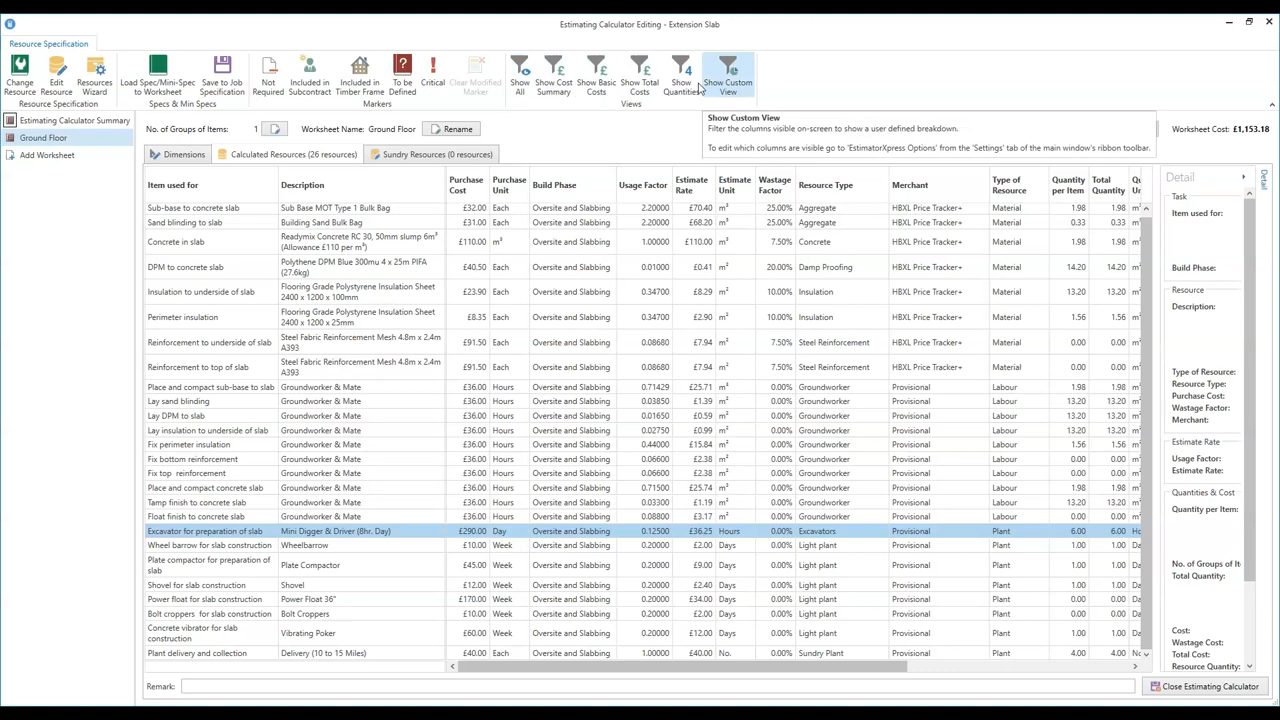 Estimating Calculator Editing - Extension Slab
Resource Specification
Change Resource
Edit Resource
Resources Wizard
Load Spec/Mini-Spec to Worksheet
Save to Job Specification
Not Required
Included in Subcontract
Included in Timber Frame
To be Defined
Critical
Clear Modified Marker
Show All
Show Cost Summary
Show Basic Costs
Show Total Costs
Show Quantities
Show Custom View
Resource Specification
Specs & Min Specs
Markers
Views
Show Custom View
Filter the columns visible on-screen to show a user defined breakdown.
To edit which columns are visible go to 'EstimatorXpress Options' from the 'Settings' tab of the main window's ribbon toolbar.
Estimating Calculator Summary
Ground Floor
Add Worksheet
No. of Groups of Items: 1
Worksheet Name: Ground Floor
Rename
Worksheet Cost: £1,153.18
Dimensions
Calculated Resources (26 resources)
Sundry Resources (0 resources)
Item used for Description Purchase Cost Purchase Unit Build Phase Usage Factor Estimate Rate Estimate Unit Wastage Factor Resource Type Merchant Type of Resource Quantity per Item Total Quantity
Sub-base to concrete slab Sub Base MOT Type 1 Bulk Bag £32.00 Each Oversite and Slabbing 2.20000 £70.40 m³ 25.00% Aggregate HBXL Price Tracker+ Material 1.98 1.98
Sand blinding to slab Building Sand Bulk Bag £31.00 Each Oversite and Slabbing 2.20000 £68.20 m³ 25.00% Aggregate HBXL Price Tracker+ Material 0.33 0.33
Concrete in slab Readymix Concrete RC 30, 50mm slump 6m³ (Allowance £110 per m³) £110.00 m³ Oversite and Slabbing 1.00000 £110.00 m³ 7.50% Concrete HBXL Price Tracker+ Material 1.98 1.98
DPM to concrete slab Polythene DPM Blue 300mu 4 x 25m PIFA (27.6kg) £40.50 Each Oversite and Slabbing 0.01000 £0.41 m² 20.00% Damp Proofing HBXL Price Tracker+ Material 14.20 14.20
Insulation to underside of slab Flooring Grade Polystyrene Insulation Sheet 2400 x 1200 x 100mm £23.90 Each Oversite and Slabbing 0.34700 £8.29 m² 10.00% Insulation HBXL Price Tracker+ Material 13.20 13.20
Perimeter insulation Flooring Grade Polystyrene Insulation Sheet 2400 x 1200 x 25mm £8.35 Each Oversite and Slabbing 0.34700 £2.90 m² 10.00% Insulation HBXL Price Tracker+ Material 1.56 1.56
Reinforcement to underside of slab Steel Fabric Reinforcement Mesh 4.8m x 2.4m A393 £91.50 Each Oversite and Slabbing 0.08680 £7.94 m² 7.50% Steel Reinforcement HBXL Price Tracker+ Material 0.00 0.00
Reinforcement to top of slab Steel Fabric Reinforcement Mesh 4.8m x 2.4m A393 £91.50 Each Oversite and Slabbing 0.08680 £7.94 m² 7.50% Steel Reinforcement HBXL Price Tracker+ Material 0.00 0.00
Place and compact sub-base to slab Groundworker & Mate £36.00 Hours Oversite and Slabbing 0.71429 £25.71 m³ 0.00% Groundworker Provisional Labour 1.98 1.98
Lay sand blinding Groundworker & Mate £36.00 Hours Oversite and Slabbing 0.03850 £1.39 m² 0.00% Groundworker Provisional Labour 13.20 13.20
Lay DPM to slab Groundworker & Mate £36.00 Hours Oversite and Slabbing 0.01650 £0.59 m² 0.00% Groundworker Provisional Labour 13.20 13.20
Lay insulation to underside of slab Groundworker & Mate £36.00 Hours Oversite and Slabbing 0.02750 £0.99 m² 0.00% Groundworker Provisional Labour 13.20 13.20
Fix perimeter insulation Groundworker & Mate £36.00 Hours Oversite and Slabbing 0.44000 £15.84 m² 0.00% Groundworker Provisional Labour 1.56 1.56
Fix bottom reinforcement Groundworker & Mate £36.00 Hours Oversite and Slabbing 0.06600 £2.38 m² 0.00% Groundworker Provisional Labour 0.00 0.00
Fix top reinforcement Groundworker & Mate £36.00 Hours Oversite and Slabbing 0.06600 £2.38 m² 0.00% Groundworker Provisional Labour 0.00 0.00
Place and compact concrete slab Groundworker & Mate £36.00 Hours Oversite and Slabbing 0.71500 £25.74 m³ 0.00% Groundworker Provisional Labour 1.98 1.98
Tamp finish to concrete slab Groundworker & Mate £36.00 Hours Oversite and Slabbing 0.03300 £1.19 m² 0.00% Groundworker Provisional Labour 13.20 13.20
Float finish to concrete slab Groundworker & Mate £36.00 Hours Oversite and Slabbing 0.08800 £3.17 m² 0.00% Groundworker Provisional Labour 0.00 0.00
Excavator for preparation of slab Mini Digger & Driver (8hr. Day) £290.00 Day Oversite and Slabbing 0.12500 £36.25 Hours 0.00% Excavators Provisional Plant 6.00 6.00
Wheel barrow for slab construction Wheelbarrow £10.00 Week Oversite and Slabbing 0.20000 £2.00 Days 0.00% Light plant Provisional Plant 1.00 1.00
Plate compactor for preparation of slab Plate Compactor £45.00 Week Oversite and Slabbing 0.20000 £9.00 Days 0.00% Light plant Provisional Plant 1.00 1.00
Shovel for slab construction Shovel £12.00 Week Oversite and Slabbing 0.20000 £2.40 Days 0.00% Light plant Provisional Plant 1.00 1.00
Power float for slab construction Power Float 36" £170.00 Week Oversite and Slabbing 0.20000 £34.00 Days 0.00% Light plant Provisional Plant 0.00 0.00
Bolt croppers for slab construction Bolt Croppers £10.00 Week Oversite and Slabbing 0.20000 £2.00 Days 0.00% Light plant Provisional Plant 0.00 0.00
Concrete vibrator for slab construction Vibrating Poker £60.00 Week Oversite and Slabbing 0.20000 £12.00 Days 0.00% Light plant Provisional Plant 1.00 1.00
Plant delivery and collection Delivery (10 to 15 Miles) £40.00 Each Oversite and Slabbing 1.00000 £40.00 No. 0.00% Sundry Plant Provisional Plant 4.00 4.00
Detail
Detail
Task
Item used for:
Build Phase:
Resource
Description:
Type of Resource:
Resource Type:
Purchase Cost:
Wastage Factor:
Merchant:
Estimate Rate
Usage Factor:
Estimate Rate:
Quantities & Cost
Quantity per Item:
No. of Groups of It
Total Quantity:
Cost:
Wastage Cost:
Total Cost:
Resource Quantity:
Remark:
Close Estimating Calculator